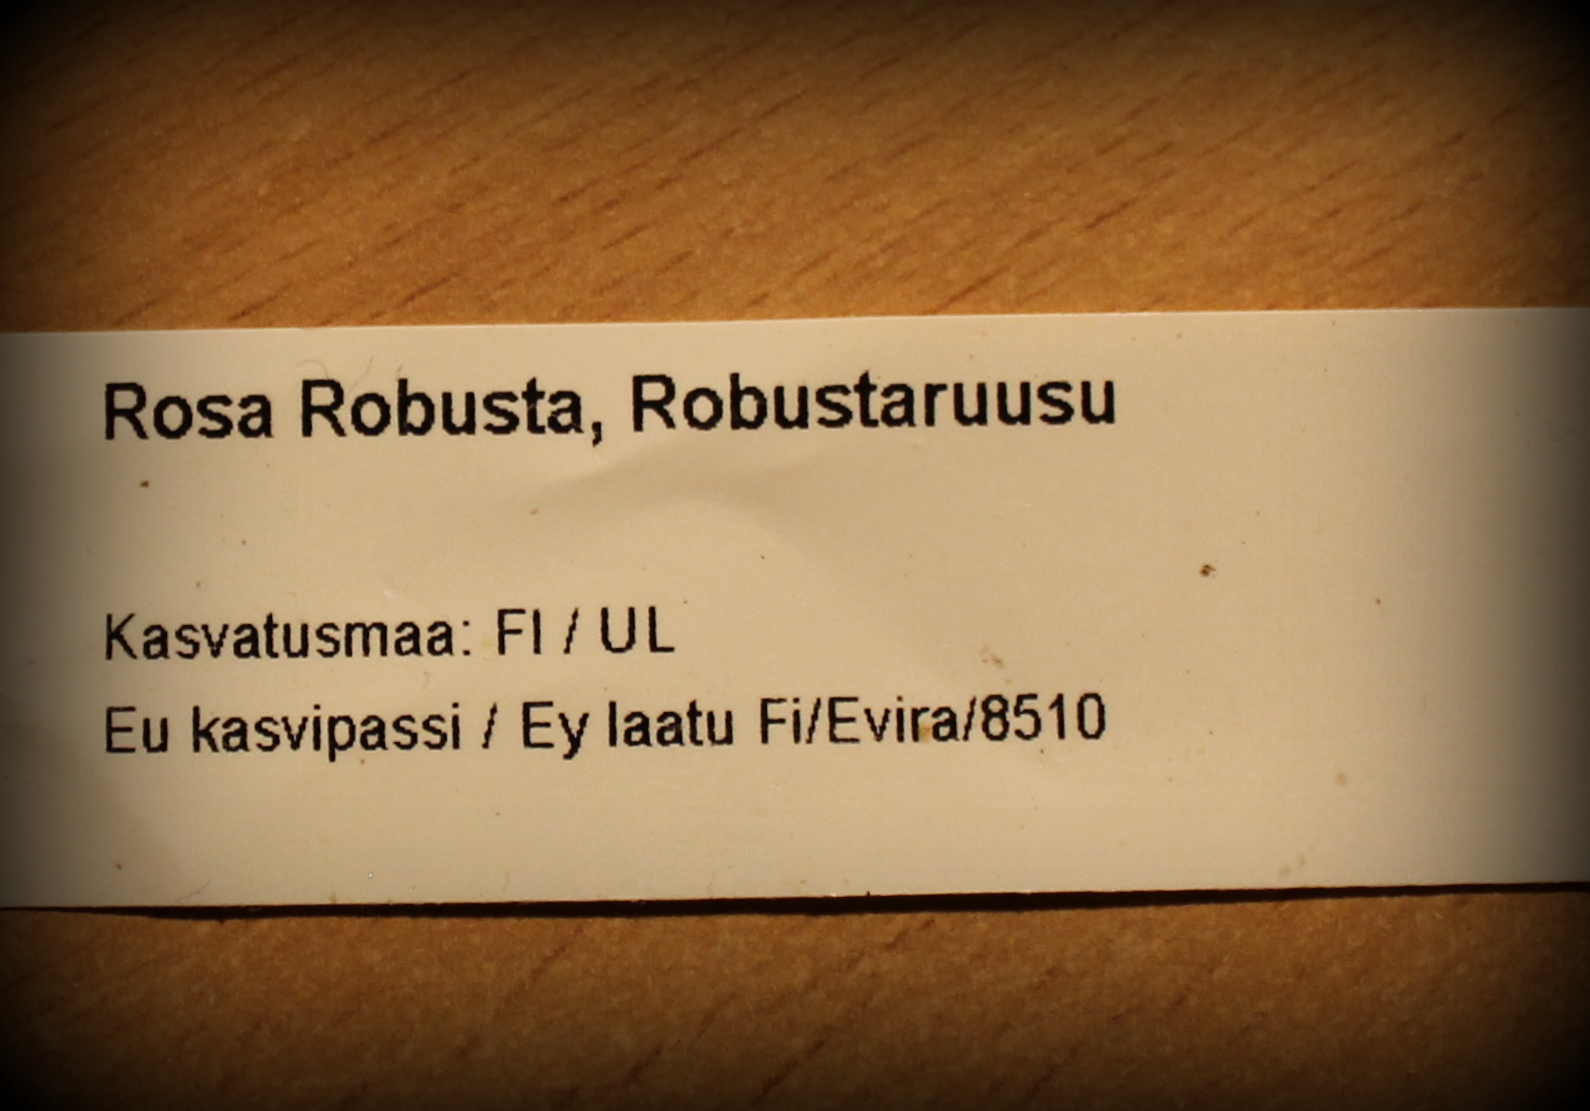 Rosa Robusta, Robustaruusu
Kasvatusmaa: FI / UL
Eu kasvipassi / Ey laatu Fi/Evira/8510